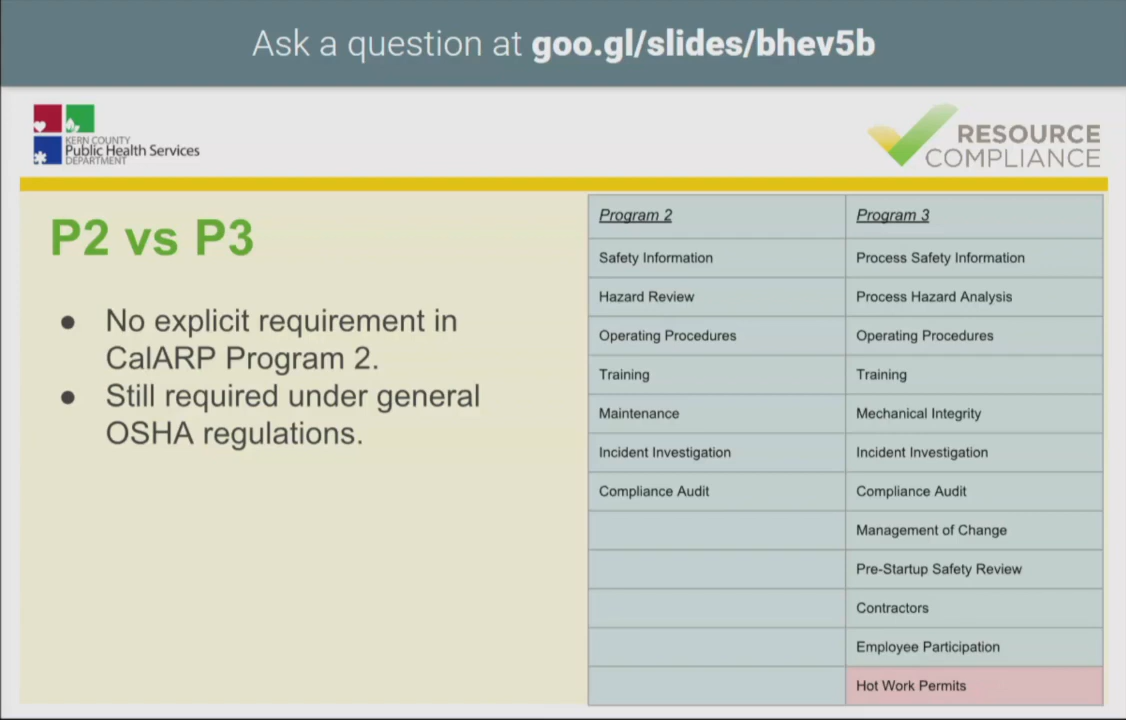 Ask a question at goo.gl/slides/bhev5b
KERN COUNTY
Public Health Services
DEPARTMENT
RESOURCE
COMPLIANCE
P2 vs P3
● No explicit requirement in
CalARP Program 2.
● Still required under general
OSHA regulations.
Program 2 Program 3
Safety Information Process Safety Information
Hazard Review Process Hazard Analysis
Operating Procedures Operating Procedures
Training Training
Maintenance Mechanical Integrity
Incident Investigation Incident Investigation
Compliance Audit Compliance Audit
Management of Change
Pre-Startup Safety Review
Contractors
Employee Participation
Hot Work Permits